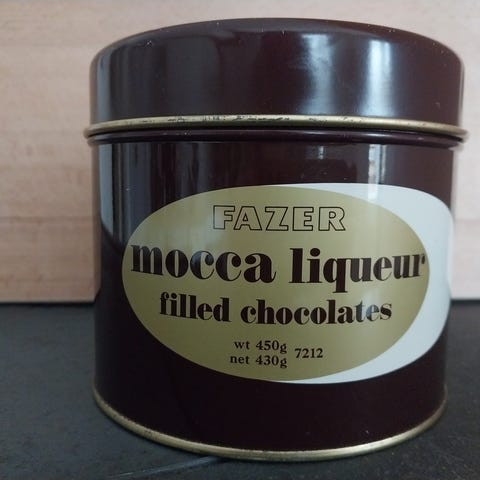 FAZER
mocca liqueur
filled chocolates
wt 450g 7212
net 430g